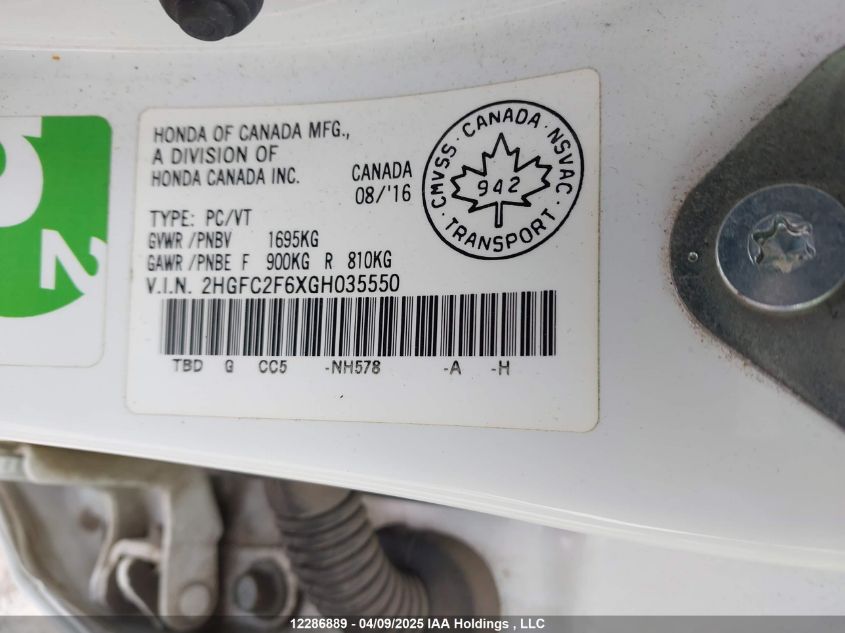 HONDA OF CANADA MFG.,
A DIVISION OF
HONDA CANADA INC.
CANADA
08/'16
TYPE: PC/VT
GVWR /PNBV 1695KG
GAWR /PNBE F 900KG R 810KG
V.I.N. 2HGFC2F6XGH035550
TBD G CC5 -NH578 -A -H
CMVSS · CANADA · NSVAC · TRANSPORT ·
942
2
12286889 - 04/09/2025 IAA Holdings , LLC